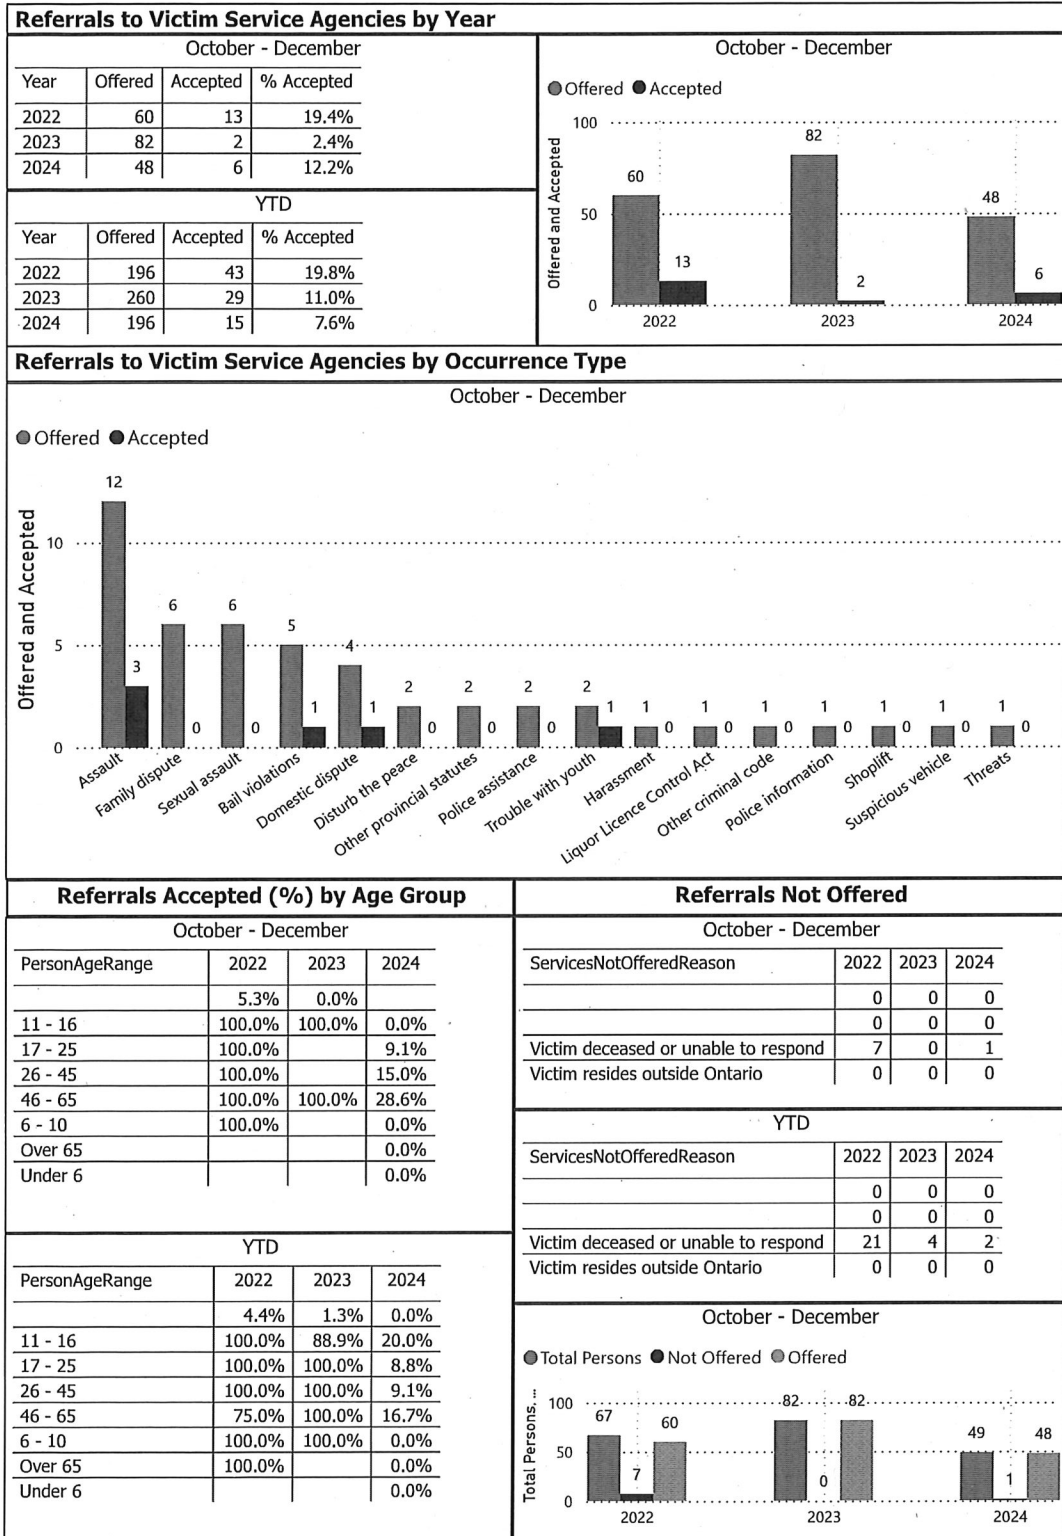 Referrals to Victim Service Agencies by Year
October - December
Year Offered Accepted % Accepted
2022 60 13 19.4%
2023 82 2 2.4%
2024 48 6 12.2%
YTD
Year Offered Accepted % Accepted
2022 196 43 19.8%
2023 260 29 11.0%
2024 196 15 7.6%
October - December
Offered Accepted
Offered and Accepted
100
50
0
60 13
82 2
48 6
2022 2023 2024
Referrals to Victim Service Agencies by Occurrence Type
October - December
Offered Accepted
Offered and Accepted
10
5
0
12 3 6 0 6 0 5 1 4 1 2 0 2 0 2 0 2 1 1 0 1 0 1 0 1 0 1 0 1 0 1 0
Assault
Family dispute
Sexual assault
Bail violations
Domestic dispute
Disturb the peace
Other provincial statutes
Police assistance
Trouble with youth
Harassment
Liquor Licence Control Act
Other criminal code
Police information
Shoplift
Suspicious vehicle
Threats
Referrals Accepted (%) by Age Group
October - December
PersonAgeRange 2022 2023 2024
5.3% 0.0%
11 - 16 100.0% 100.0% 0.0%
17 - 25 100.0% 9.1%
26 - 45 100.0% 15.0%
46 - 65 100.0% 100.0% 28.6%
6 - 10 100.0% 0.0%
Over 65 0.0%
Under 6 0.0%
YTD
PersonAgeRange 2022 2023 2024
4.4% 1.3% 0.0%
11 - 16 100.0% 88.9% 20.0%
17 - 25 100.0% 100.0% 8.8%
26 - 45 100.0% 100.0% 9.1%
46 - 65 75.0% 100.0% 16.7%
6 - 10 100.0% 100.0% 0.0%
Over 65 100.0% 0.0%
Under 6 0.0%
Referrals Not Offered
October - December
ServicesNotOfferedReason 2022 2023 2024
0 0 0
0 0 0
Victim deceased or unable to respond 7 0 1
Victim resides outside Ontario 0 0 0
YTD
ServicesNotOfferedReason 2022 2023 2024
0 0 0
0 0 0
Victim deceased or unable to respond 21 4 2
Victim resides outside Ontario 0 0 0
October - December
Total Persons Not Offered Offered
Total Persons, ...
100
50
0
67 7 60
82 0 82
49 1 48
2022 2023 2024